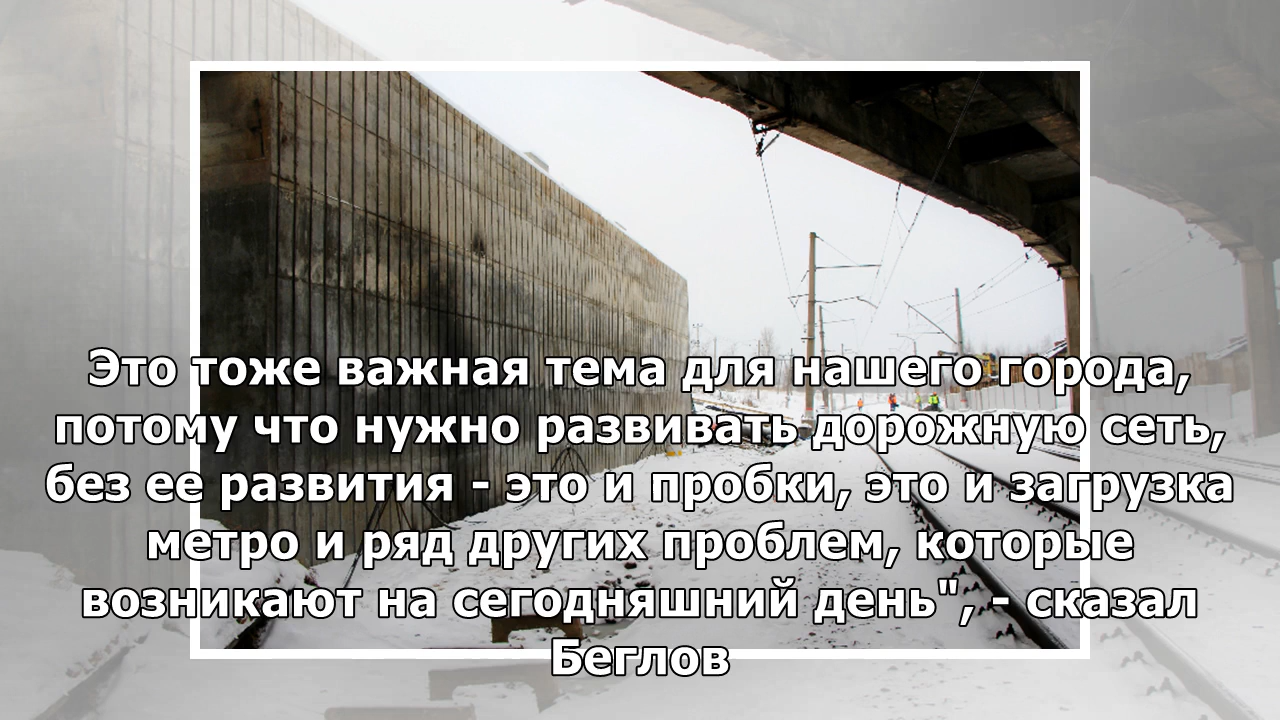 Это тоже важная тема для нашего города,
потому что нужно развивать дорожную сеть,
без ее развития - это и пробки, это и загрузка
метро и ряд других проблем, которые
возникают на сегодняшний день", - сказал
Беглов